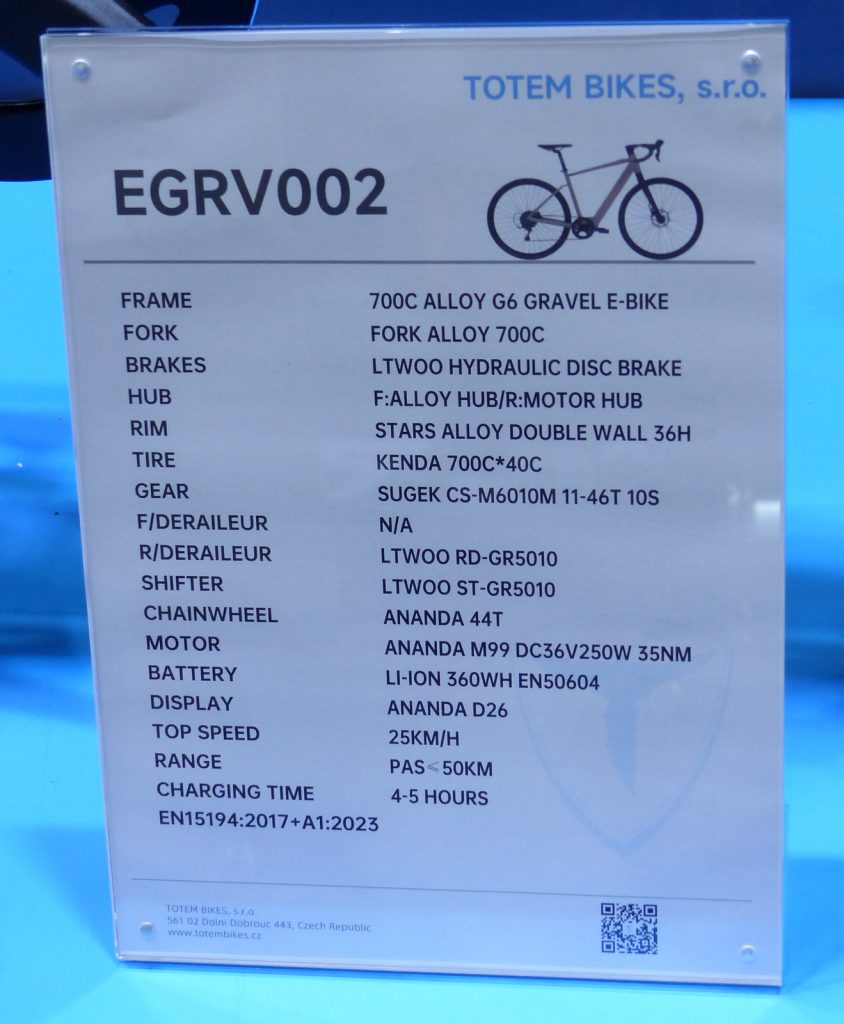 TOTEM BIKES, s.r.o.
EGRV002
FRAME 700C ALLOY G6 GRAVEL E-BIKE
FORK FORK ALLOY 700C
BRAKES LTWOO HYDRAULIC DISC BRAKE
HUB F:ALLOY HUB/R:MOTOR HUB
RIM STARS ALLOY DOUBLE WALL 36H
TIRE KENDA 700C*40C
GEAR SUGEK CS-M6010M 11-46T 10S
F/DERAILEUR N/A
R/DERAILEUR LTWOO RD-GR5010
SHIFTER LTWOO ST-GR5010
CHAINWHEEL ANANDA 44T
MOTOR ANANDA M99 DC36V250W 35NM
BATTERY LI-ION 360WH EN50604
DISPLAY ANANDA D26
TOP SPEED 25KM/H
RANGE PAS⩽50KM
CHARGING TIME 4-5 HOURS
EN15194:2017+A1:2023
TOTEM BIKES, s.r.o.
561 02 Dolní Dobrouc 443, Czech Republic
www.totembikes.cz